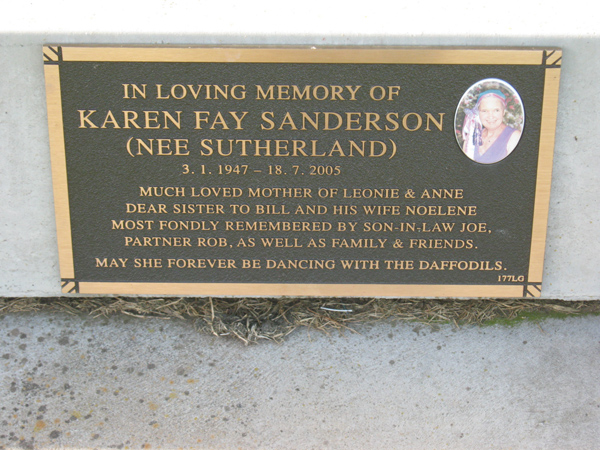 IN LOVING MEMORY OF
KAREN FAY SANDERSON
(NEE SUTHERLAND)
3. 1. 1947 – 18. 7. 2005
MUCH LOVED MOTHER OF LEONIE & ANNE
DEAR SISTER TO BILL AND HIS WIFE NOELENE
MOST FONDLY REMEMBERED BY SON-IN-LAW JOE,
PARTNER ROB, AS WELL AS FAMILY & FRIENDS.
MAY SHE FOREVER BE DANCING WITH THE DAFFODILS.
177LG